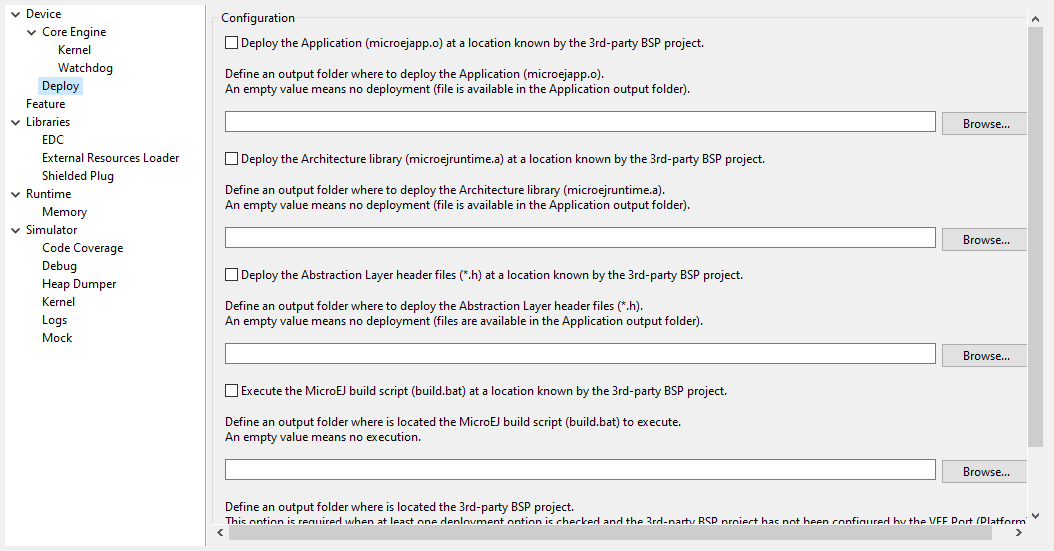 Device
Core Engine
Kernel
Watchdog
Deploy
Feature
Libraries
EDC
External Resources Loader
Shielded Plug
Runtime
Memory
Simulator
Code Coverage
Debug
Heap Dumper
Kernel
Logs
Mock
Configuration
Deploy the Application (microejapp.o) at a location known by the 3rd-party BSP project.
Define an output folder where to deploy the Application (microejapp.o).
An empty value means no deployment (file is available in the Application output folder).
Browse...
Deploy the Architecture library (microejruntime.a) at a location known by the 3rd-party BSP project.
Define an output folder where to deploy the Architecture library (microejruntime.a).
An empty value means no deployment (file is available in the Application output folder).
Browse...
Deploy the Abstraction Layer header files (*.h) at a location known by the 3rd-party BSP project.
Define an output folder where to deploy the Abstraction Layer header files (*.h).
An empty value means no deployment (files are available in the Application output folder).
Browse...
Execute the MicroEJ build script (build.bat) at a location known by the 3rd-party BSP project.
Define an output folder where is located the MicroEJ build script (build.bat) to execute.
An empty value means no execution.
Browse...
Define an output folder where is located the 3rd-party BSP project.
This option is required when at least one deployment option is checked and the 3rd-party BSP project has not been configured by the VEE Port (Platform)